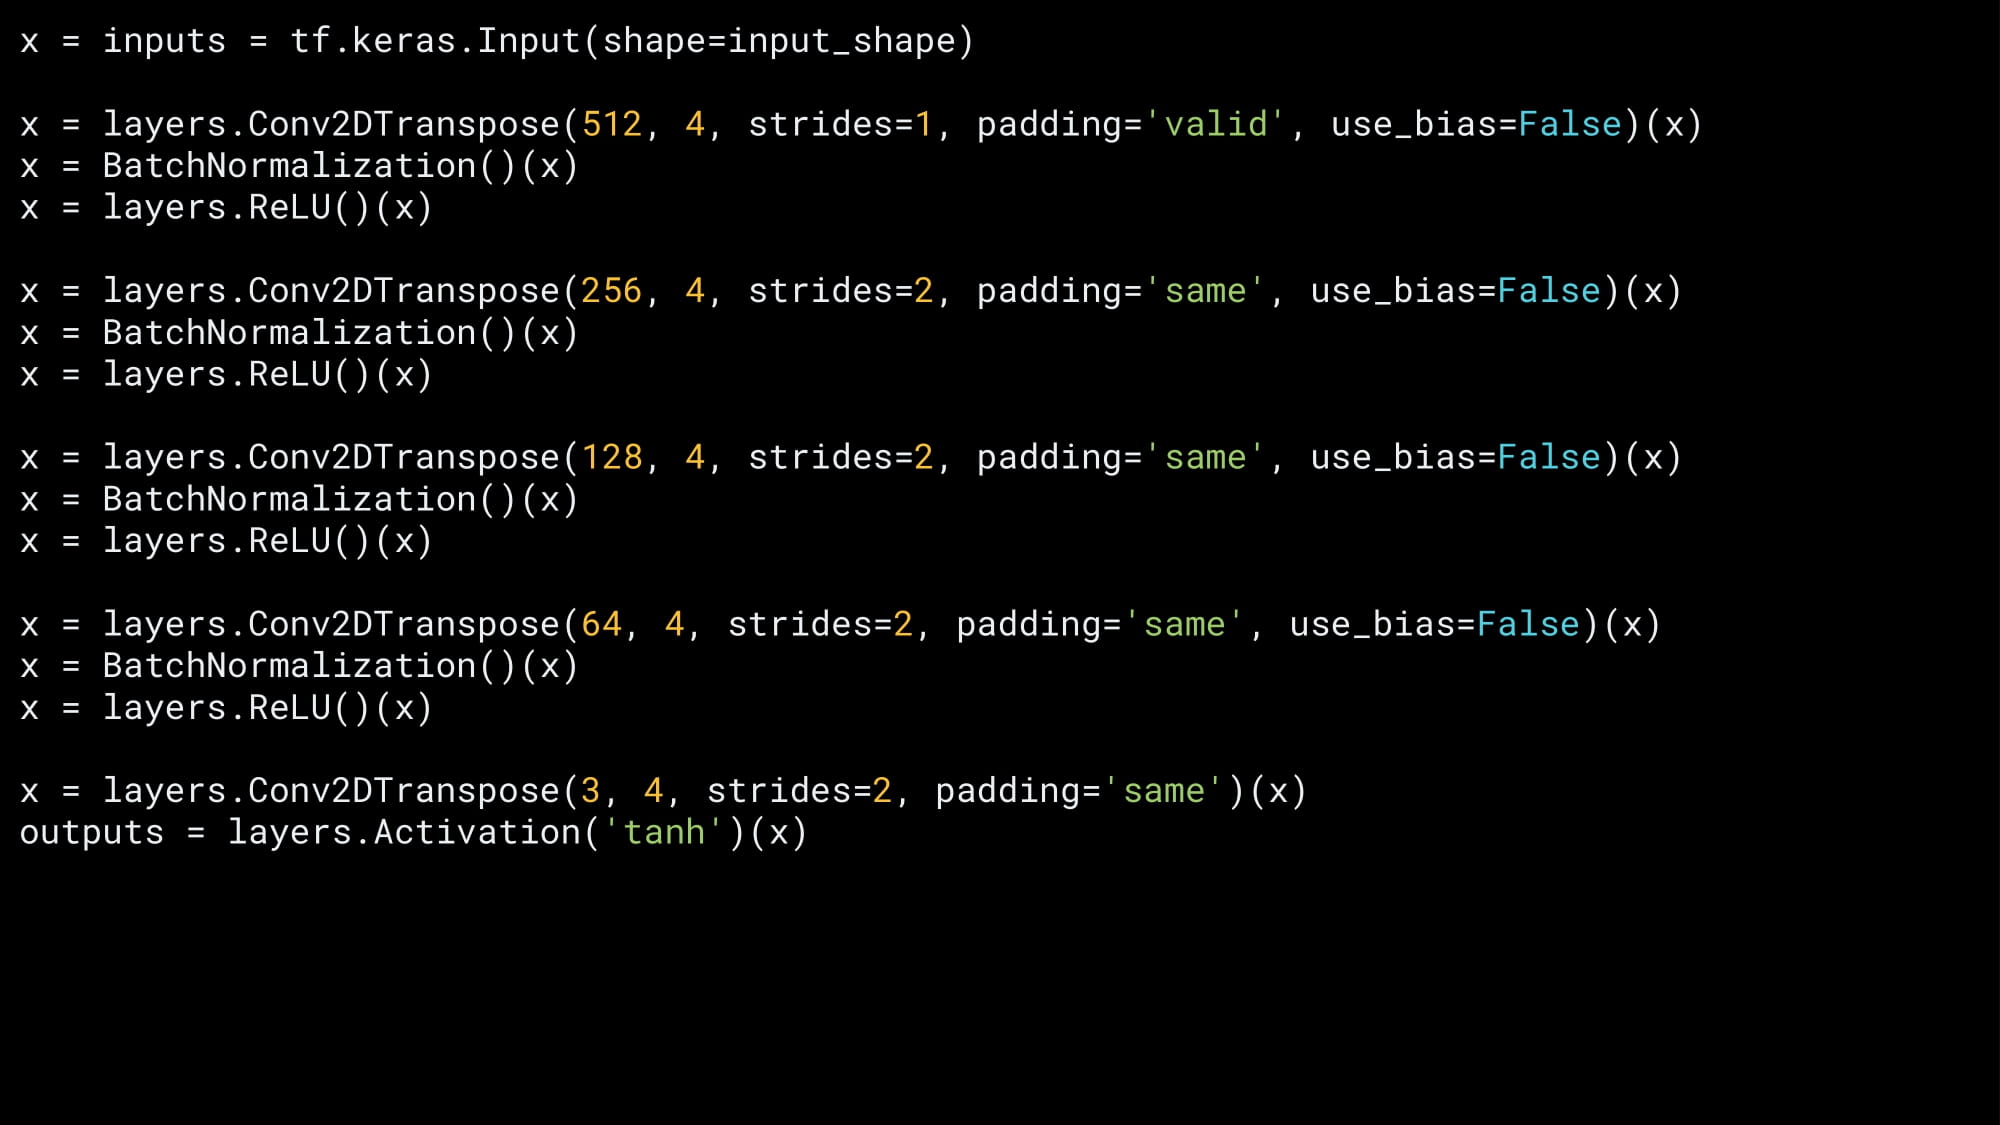 x = inputs = tf.keras.Input(shape=input_shape)
x = layers.Conv2DTranspose(512, 4, strides=1, padding='valid', use_bias=False)(x)
x = BatchNormalization()(x)
x = layers.ReLU()(x)
x = layers.Conv2DTranspose(256, 4, strides=2, padding='same', use_bias=False)(x)
x = BatchNormalization()(x)
x = layers.ReLU()(x)
x = layers.Conv2DTranspose(128, 4, strides=2, padding='same', use_bias=False)(x)
x = BatchNormalization()(x)
x = layers.ReLU()(x)
x = layers.Conv2DTranspose(64, 4, strides=2, padding='same', use_bias=False)(x)
x = BatchNormalization()(x)
x = layers.ReLU()(x)
x = layers.Conv2DTranspose(3, 4, strides=2, padding='same')(x)
outputs = layers.Activation('tanh')(x)